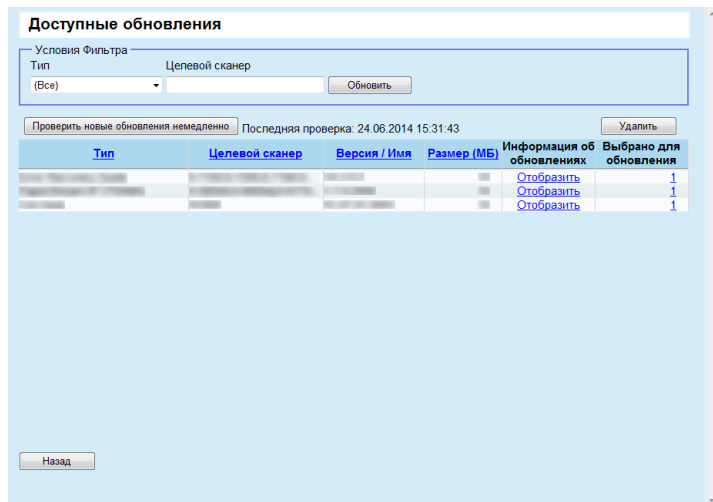 Доступные обновления
Условия Фильтра
Тип Целевой сканер
(Все) Обновить
Проверить новые обновления немедленно Последняя проверка: 24.06.2014 15:31:43 Удалить
Тип Целевой сканер Версия / Имя Размер (МБ) Информация об обновлениях Выбрано для обновления
Отобразить 1
Отобразить 1
Отобразить 1
Назад